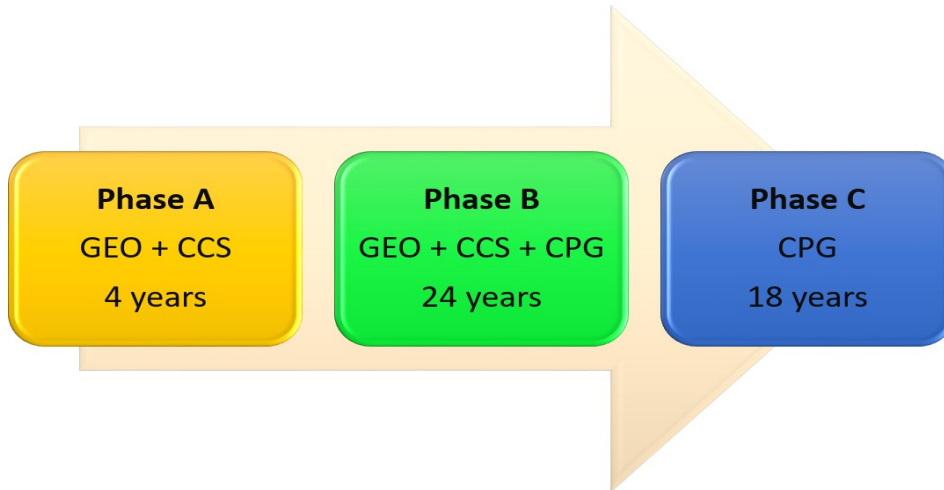 Phase A
GEO + CCS
4 years
Phase B
GEO + CCS + CPG
24 years
Phase C
CPG
18 years